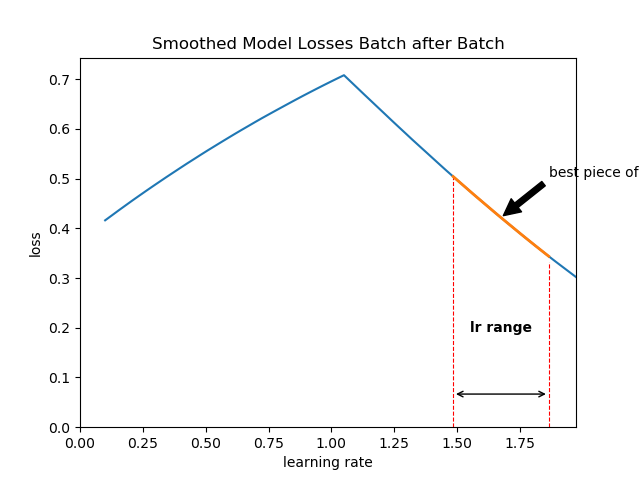 Smoothed Model Losses Batch after Batch
0.7
0.6
0.5
0.4
0.3
0.2
0.1
0.0
loss
best piece of
lr range
0.00 0.25 0.50 0.75 1.00 1.25 1.50 1.75
learning rate